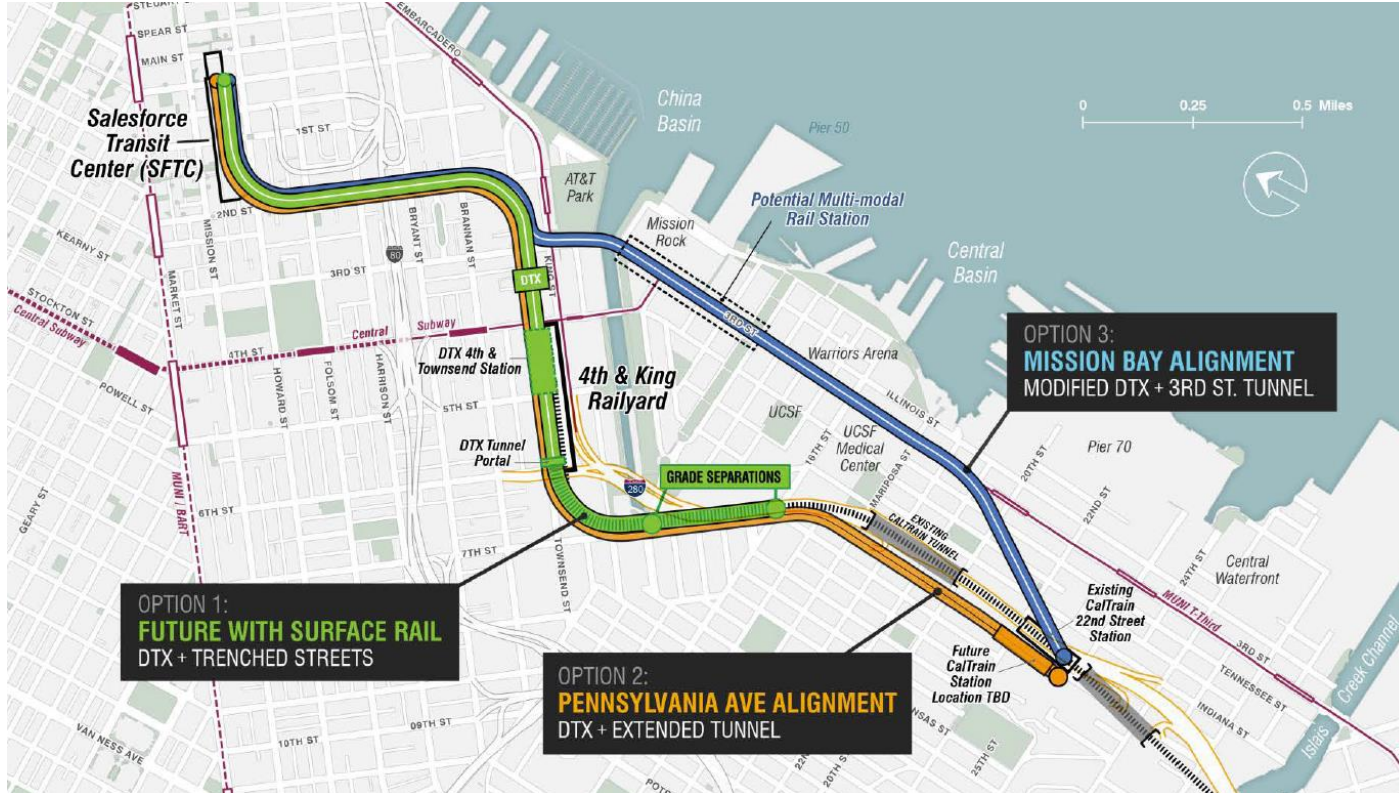 STEUART ST
SPEAR ST
MAIN ST
EMBARCADERO
Salesforce
Transit
Center (SFTC)
1ST ST
2ND ST
China
Basin
Pier 50
0
0.25
0.5 Miles
AT&T
Park
Mission
Rock
Potential Multi-modal
Rail Station
Central
Basin
KEARNY ST
STOCKTON ST
Central Subway
MISSION ST
MARKET ST
BRYANT ST
80
BRANNAN ST
3RD ST
DTX
KING ST
Central
Subway
4TH ST
POWELL ST
HOWARD ST
FOLSOM ST
HARRISON ST
5TH ST
DTX 4th &
Townsend Station
4th & King
Railyard
DTX Tunnel
Portal
3RD ST
Warriors Arena
ILLINOIS ST
UCSF
UCSF
Medical
Center
16TH ST
MARIPOSA ST
OPTION 3:
MISSION BAY ALIGNMENT
MODIFIED DTX + 3RD ST. TUNNEL
20TH ST
22ND ST
Pier 70
MUNI / BART
GEARY ST
6TH ST
280
GRADE SEPARATIONS
EXISTING
CALTRAIN TUNNEL
7TH ST
TOWNSEND ST
24TH ST
Central
Waterfront
MUNI T-Third
Existing
CalTrain
22nd Street
Station
3RD ST
TENNESSEE ST
INDIANA ST
Islais
Creek Channel
OPTION 1:
FUTURE WITH SURFACE RAIL
DTX + TRENCHED STREETS
OPTION 2:
PENNSYLVANIA AVE ALIGNMENT
DTX + EXTENDED TUNNEL
Future
CalTrain
Station
Location TBD
VAN NESS AVE
09TH ST
10TH ST
20TH ST
25TH ST